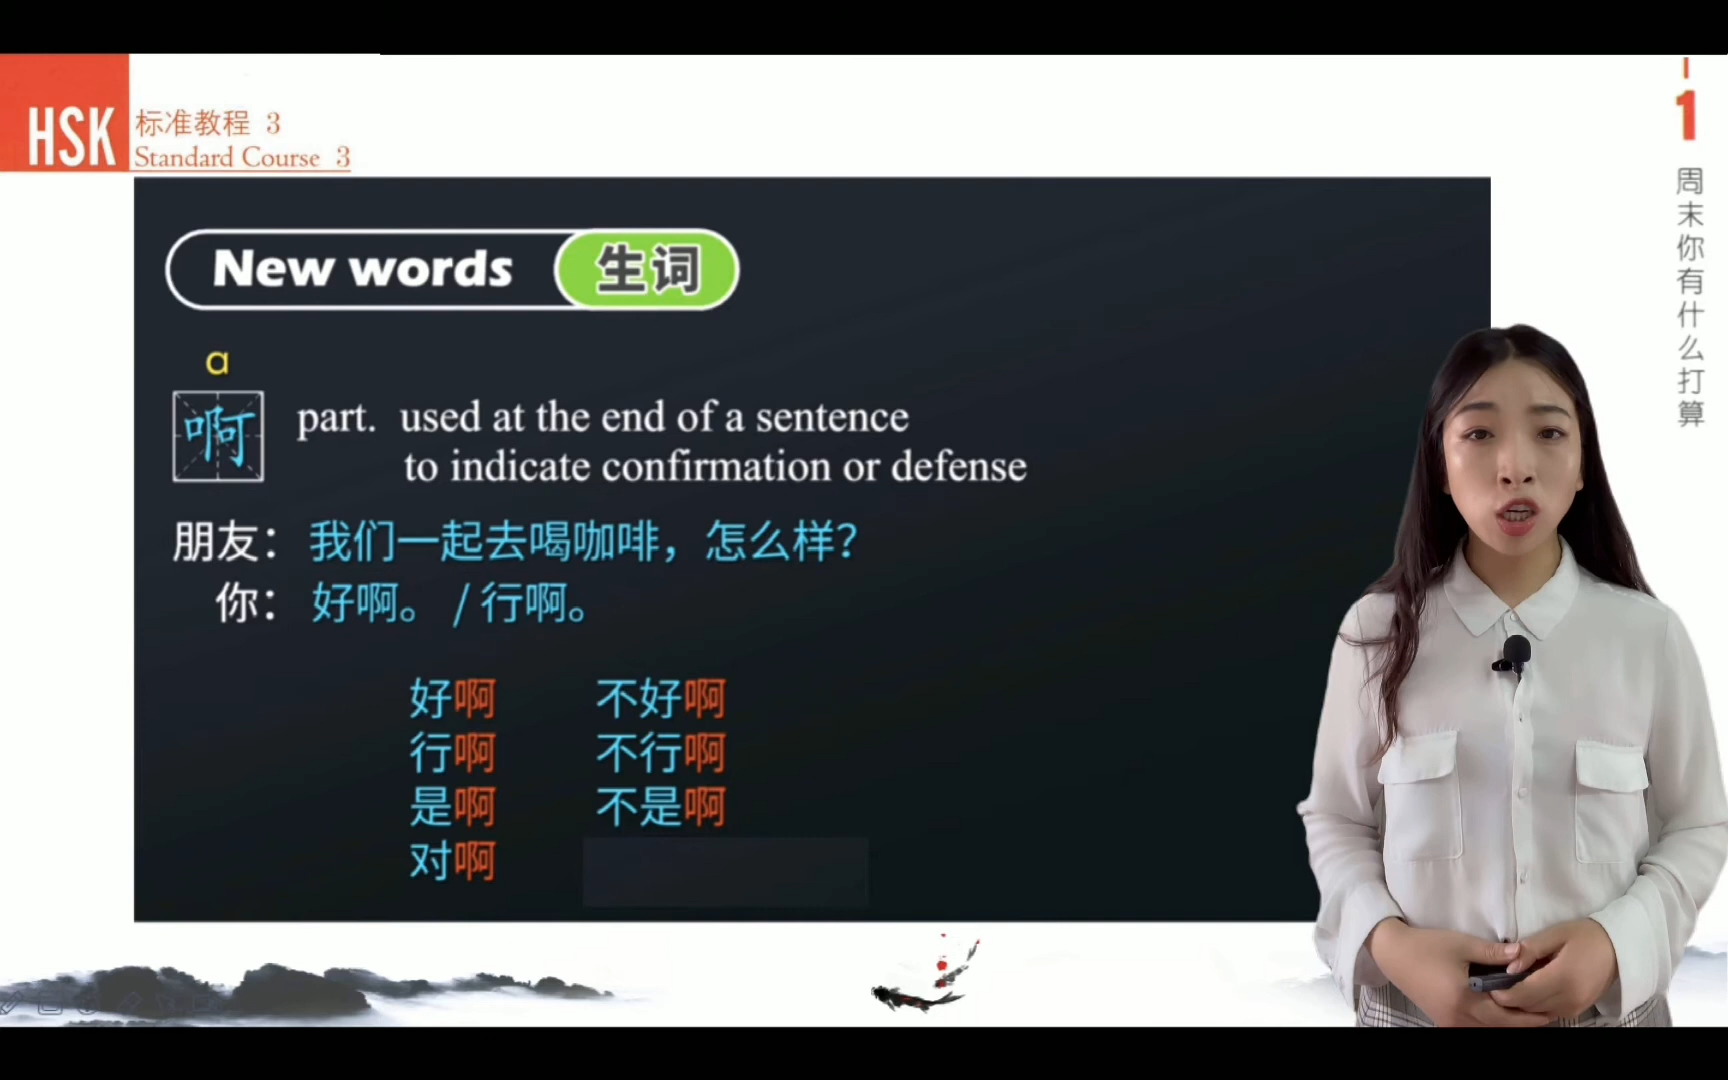 HSK
标准教程 3
Standard Course 3
1
周末你有什么打算
New words 生词
a
啊 part. used at the end of a sentence
to indicate confirmation or defense
朋友：我们一起去喝咖啡，怎么样？
你：好啊。 / 行啊。
好啊 不好啊
行啊 不行啊
是啊 不是啊
对啊